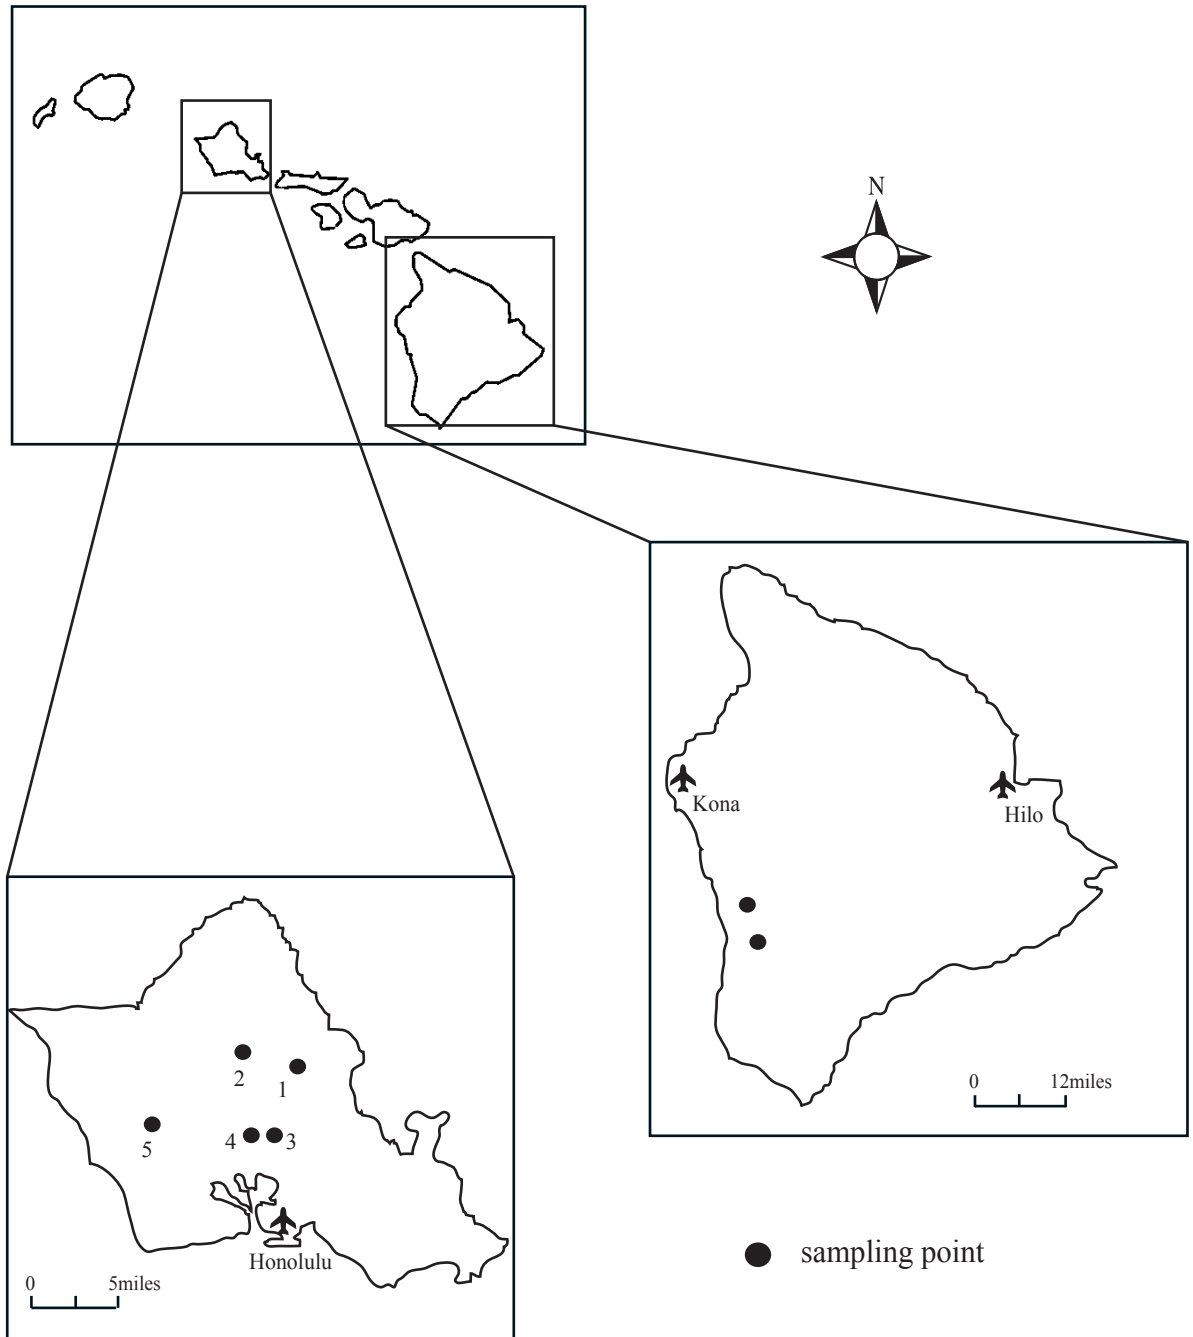 N
Kona
Hilo
0 12miles
2
1
4
3
5
Honolulu
0 5miles
sampling point